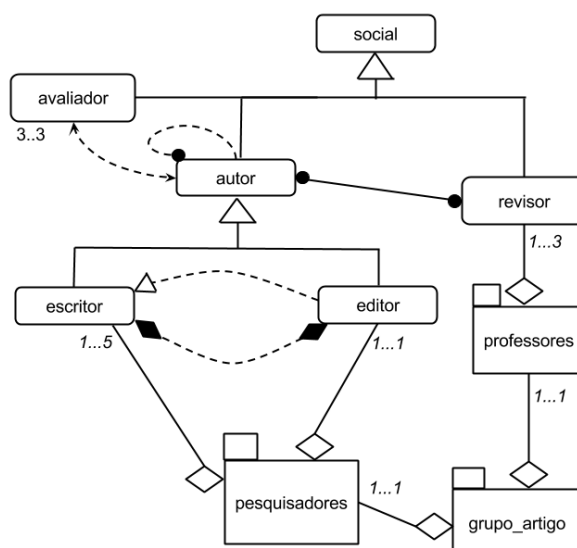 social
avaliador
3..3
autor
revisor
1...3
escritor
editor
1...5
1...1
professores
1...1
pesquisadores
1...1
grupo_artigo